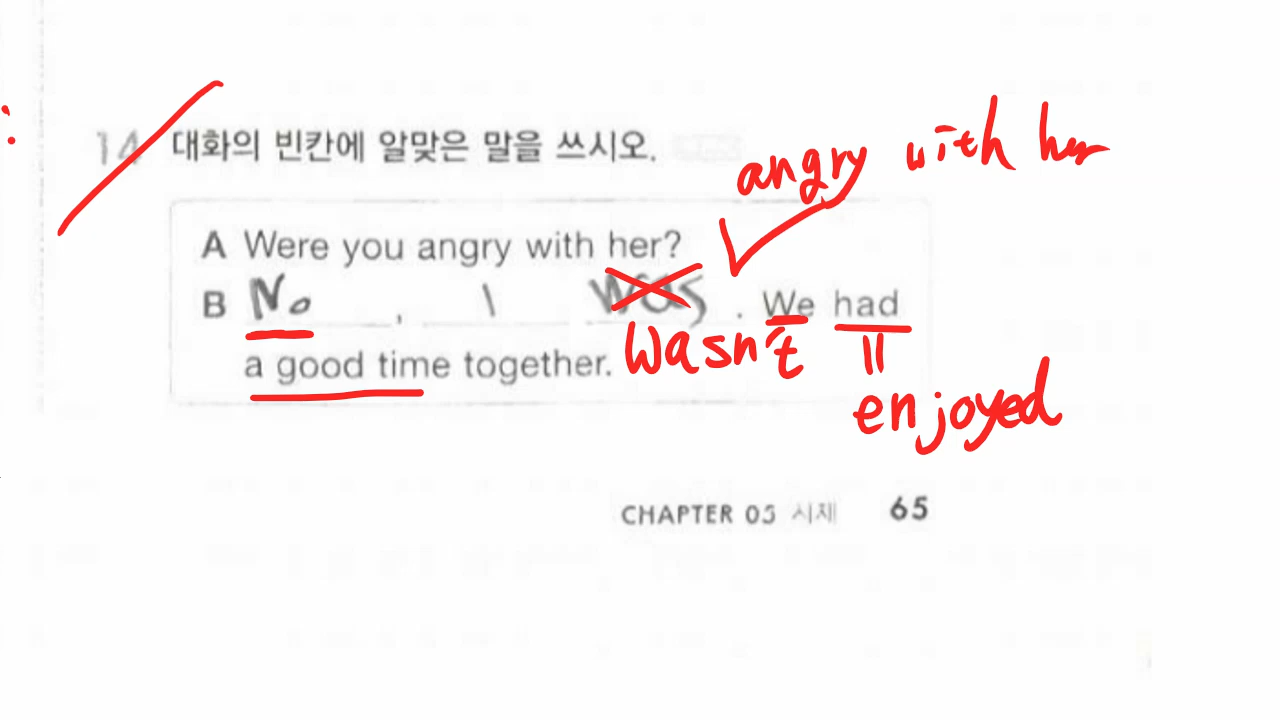 angry with her
14 대화의 빈칸에 알맞은 말을 쓰시오.
A Were you angry with her?
B No , I was . We had
wasn't
a good time together.
enjoyed
CHAPTER 05 시제 65